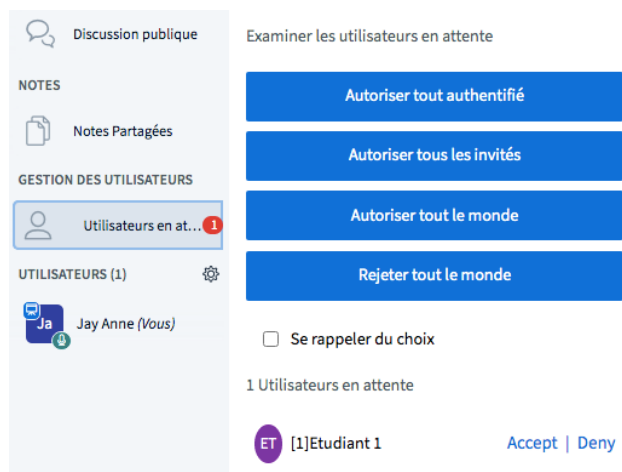 Discussion publique
NOTES
Notes Partagées
GESTION DES UTILISATEURS
Utilisateurs en at... 1
UTILISATEURS (1)
Ja Jay Anne (Vous)
Examiner les utilisateurs en attente
Autoriser tout authentifié
Autoriser tous les invités
Autoriser tout le monde
Rejeter tout le monde
Se rappeler du choix
1 Utilisateurs en attente
ET [1]Etudiant 1 Accept | Deny